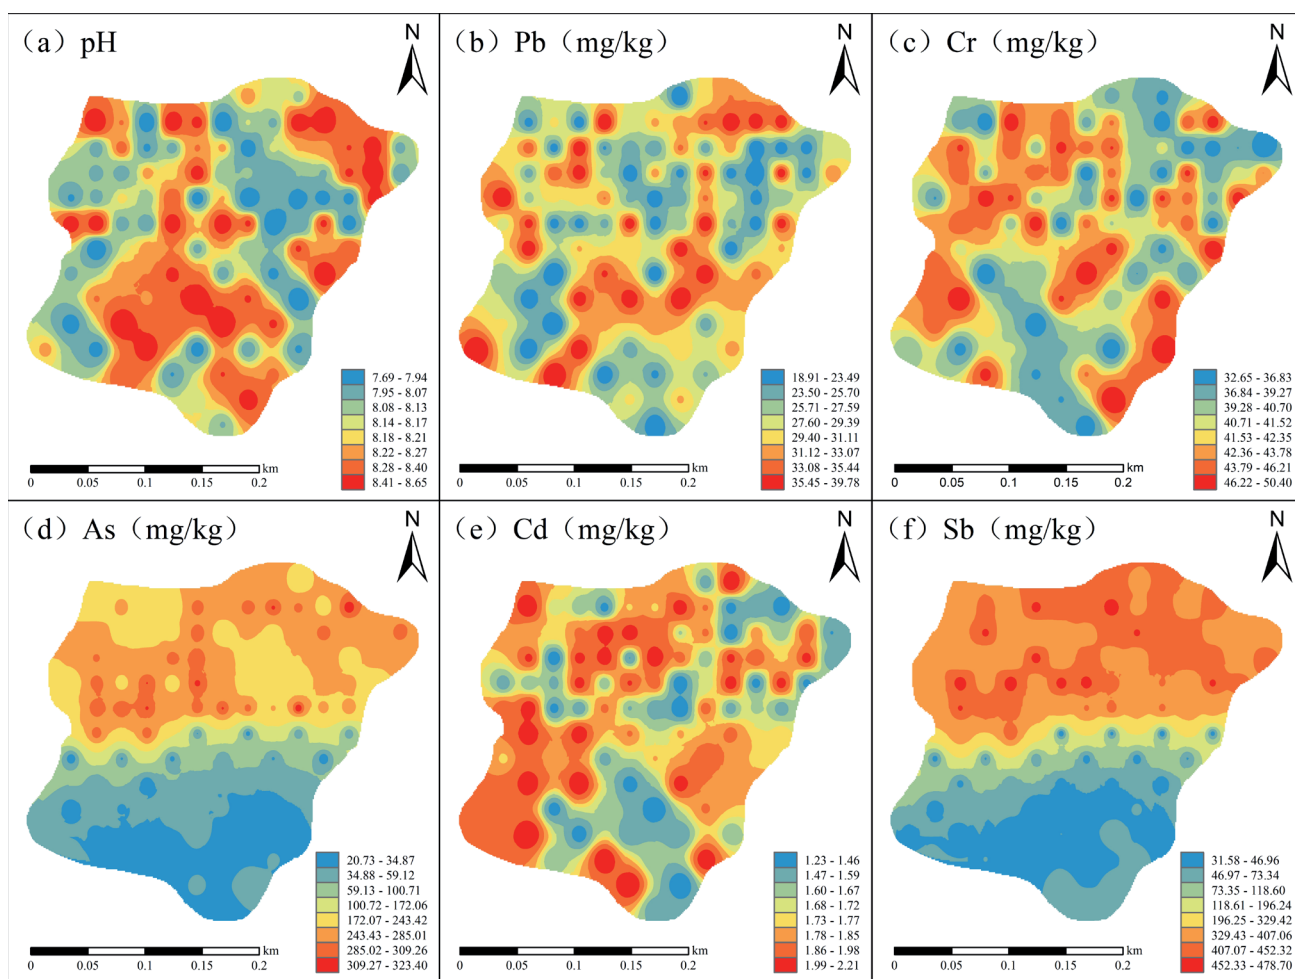 (a) pH
N
7.69 - 7.94
7.95 - 8.07
8.08 - 8.13
8.14 - 8.17
8.18 - 8.21
8.22 - 8.27
8.28 - 8.40
8.41 - 8.65
km
0 0.05 0.1 0.15 0.2
(b) Pb (mg/kg)
N
18.91 - 23.49
23.50 - 25.70
25.71 - 27.59
27.60 - 29.39
29.40 - 31.11
31.12 - 33.07
33.08 - 35.44
35.45 - 39.78
km
0 0.05 0.1 0.15 0.2
(c) Cr (mg/kg)
N
32.65 - 36.83
36.84 - 39.27
39.28 - 40.70
40.71 - 41.52
41.53 - 42.35
42.36 - 43.78
43.79 - 46.21
46.22 - 50.40
km
0 0.05 0.1 0.15 0.2
(d) As (mg/kg)
N
20.73 - 34.87
34.88 - 59.12
59.13 - 100.71
100.72 - 172.06
172.07 - 243.42
243.43 - 285.01
285.02 - 309.26
309.27 - 323.40
km
0 0.05 0.1 0.15 0.2
(e) Cd (mg/kg)
N
1.23 - 1.46
1.47 - 1.59
1.60 - 1.67
1.68 - 1.72
1.73 - 1.77
1.78 - 1.85
1.86 - 1.98
1.99 - 2.21
km
0 0.05 0.1 0.15 0.2
(f) Sb (mg/kg)
N
31.58 - 46.96
46.97 - 73.34
73.35 - 118.60
118.61 - 196.24
196.25 - 329.42
329.43 - 407.06
407.07 - 452.32
452.33 - 478.70
km
0 0.05 0.1 0.15 0.2